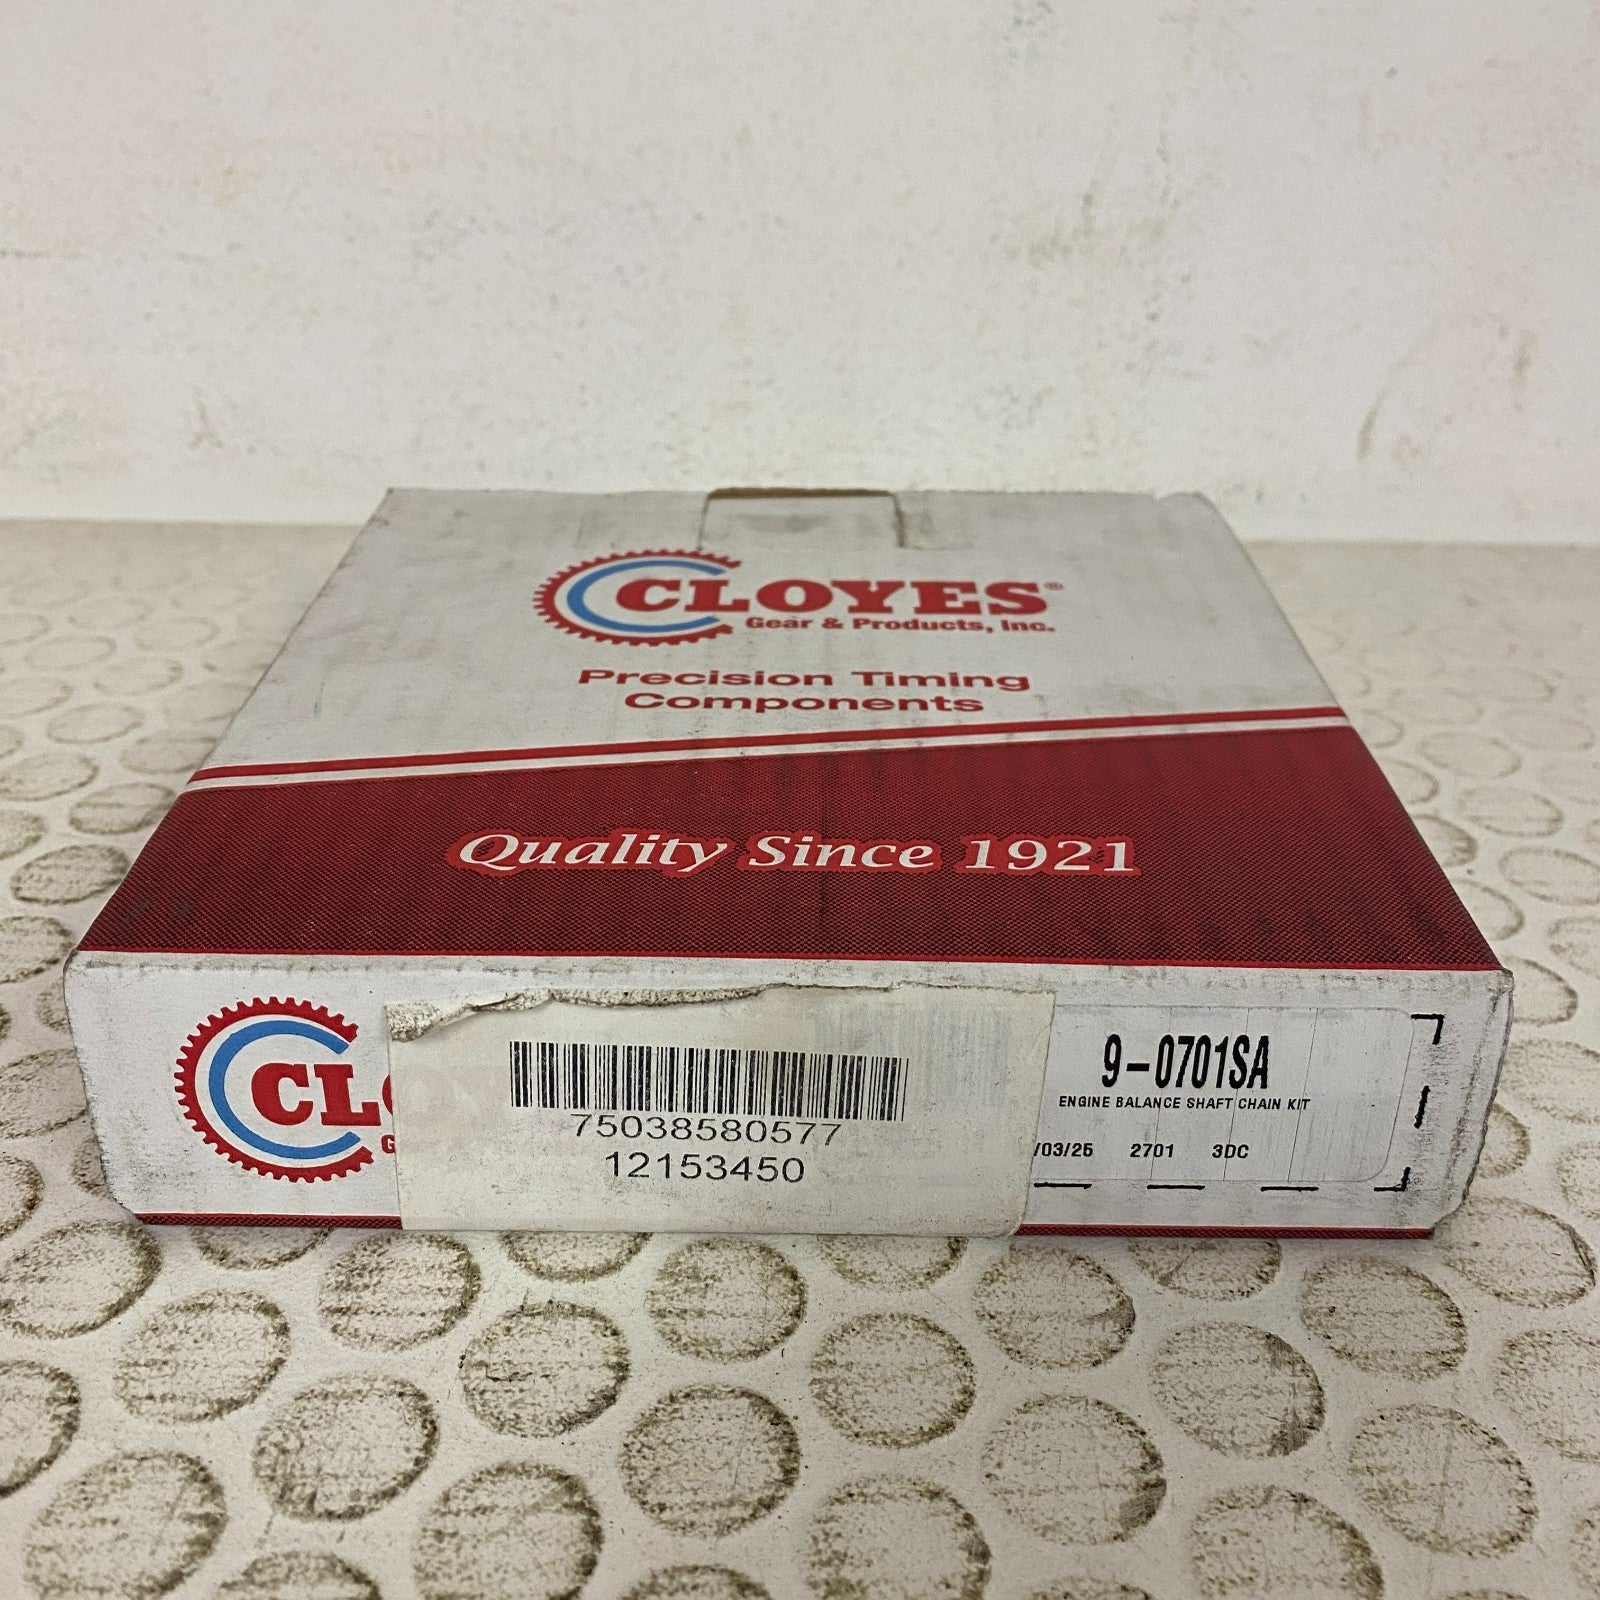 CLOYES®
Gear & Products, Inc.
Precision Timing
Components
Quality Since 1921
CL
G
75038580577
12153450
9-0701SA
ENGINE BALANCE SHAFT CHAIN KIT
/03/25 2701 3DC